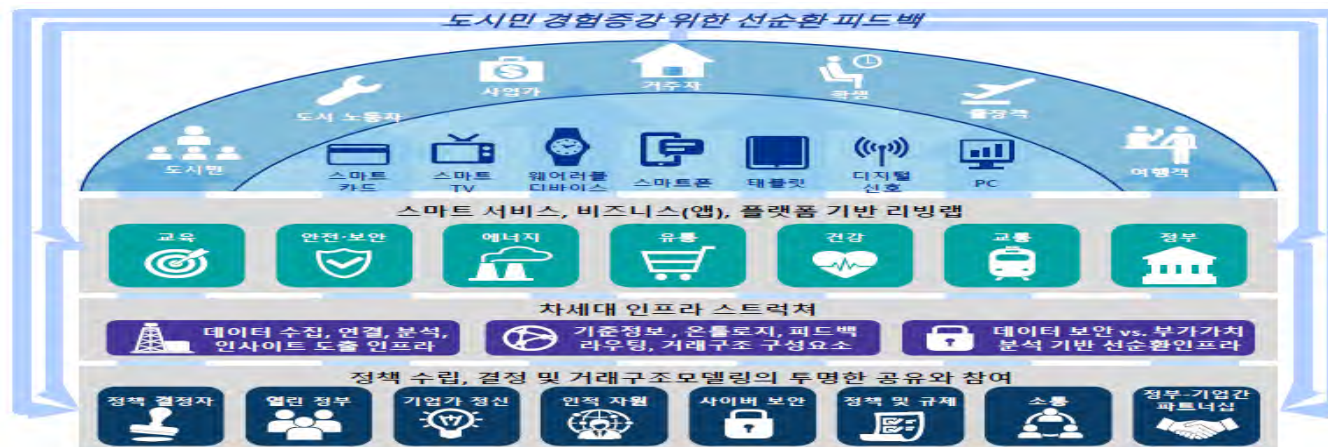 도시민 경험증강 위한 선순환 피드백
도시민
도시 노동자
사업가
거주자
학생
출장객
여행객
스마트
카드
스마트
TV
웨어러블
디바이스
스마트폰
태블릿
디지털
신호
PC
스마트 서비스, 비즈니스(앱), 플랫폼 기반 리빙랩
교육
안전·보안
에너지
유통
건강
교통
정부
차세대 인프라 스트럭쳐
데이터 수집, 연결, 분석,
인사이트 도출 인프라
기준정보, 온톨로지, 피드백
라우팅, 거래구조 구성요소
데이터 보안 vs. 부가가치
분석 기반 선순환인프라
정책 수립, 결정 및 거래구조모델링의 투명한 공유와 참여
정책 결정자
열린 정부
기업가 정신
인적 자원
사이버 보안
정책 및 규제
소통
정부-기업간
파트너십